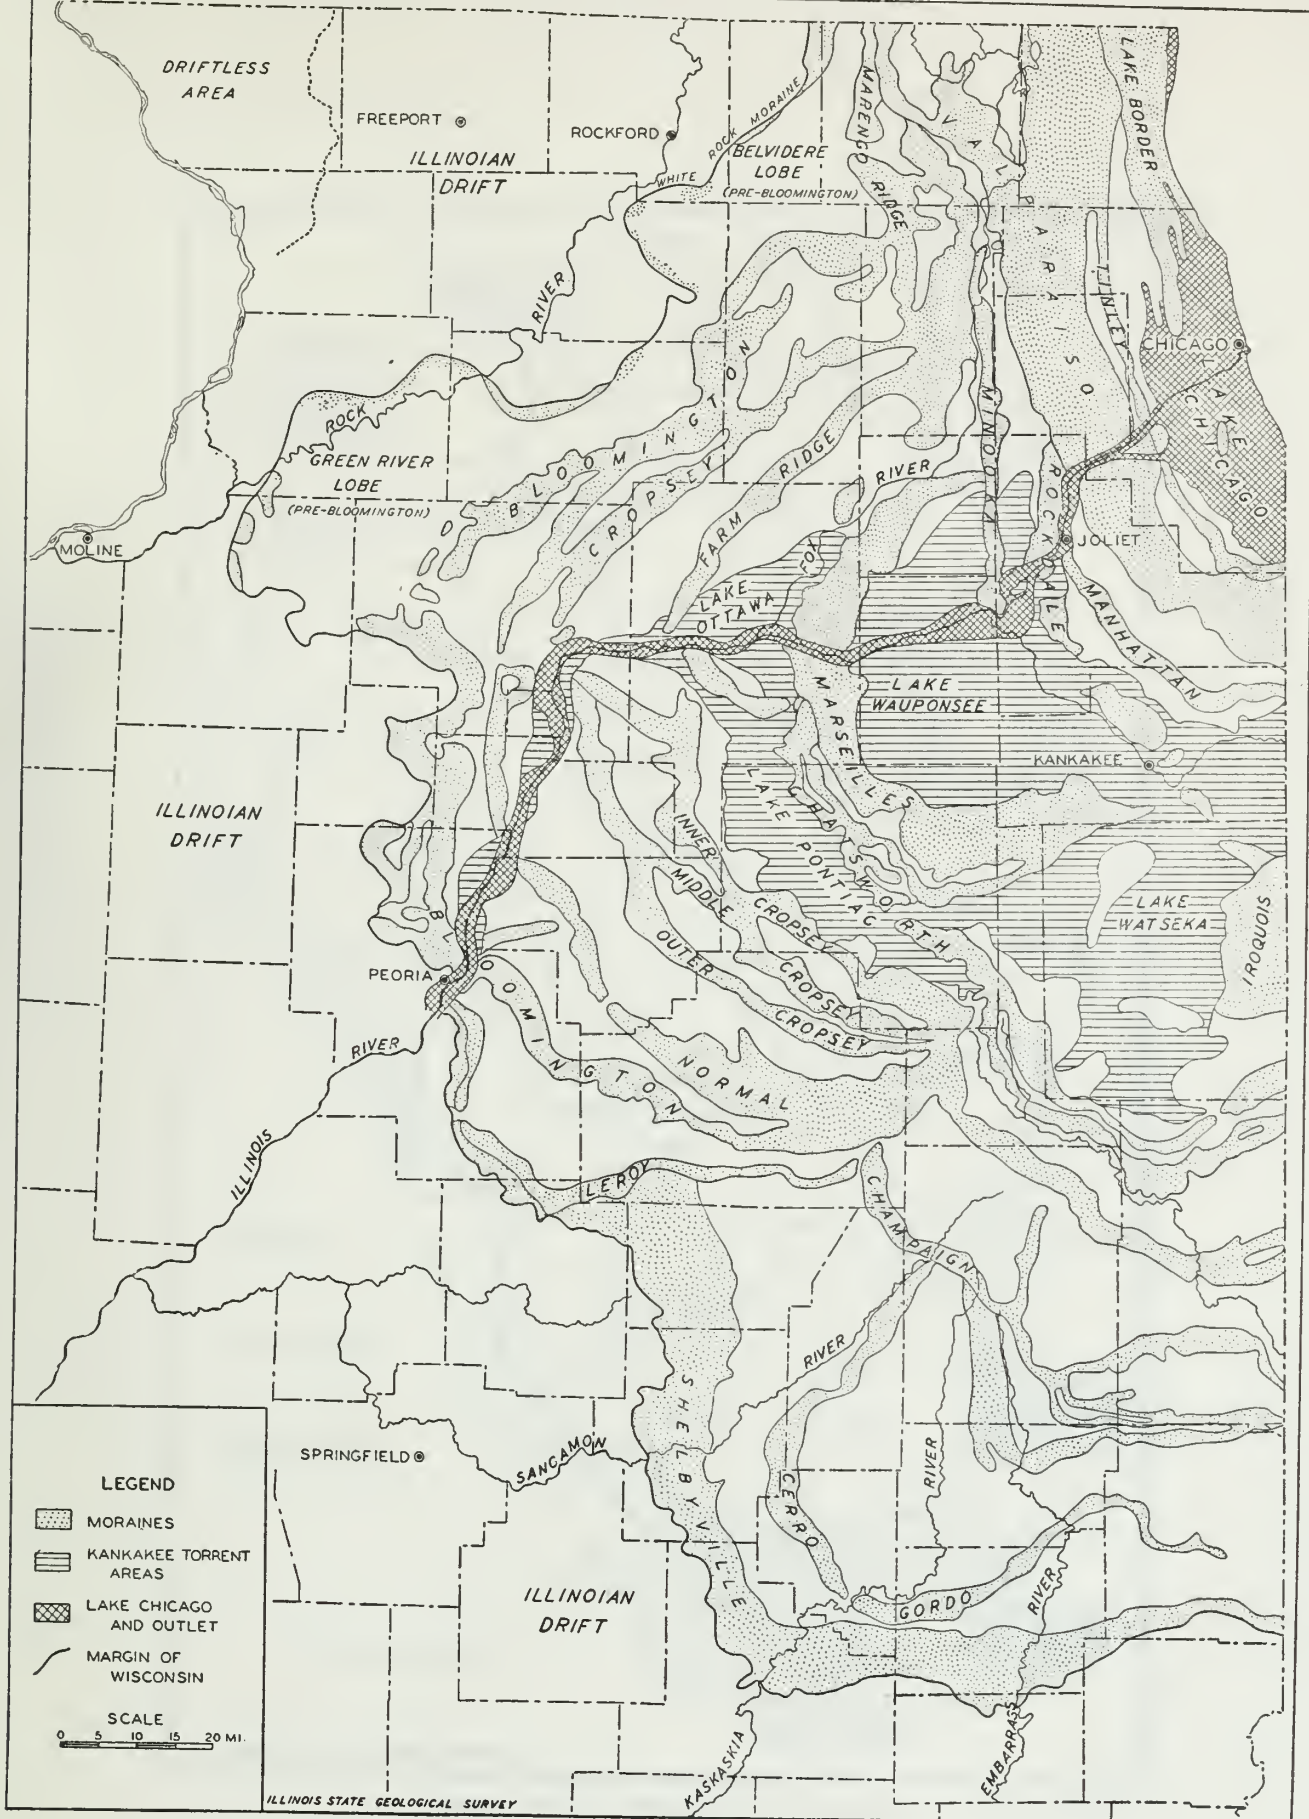 DRIFTLESS
AREA
FREEPORT
ILLINOIAN
DRIFT
ROCKFORD
WHITE ROCK MORAINE
BELVIDERE
LOBE
(PRE-BLOOMINGTON)
MARENGO RIDGE
VALPARAISO
LAKE BORDER
TINLEY
CHICAGO
LAKE
CHICAGO
ROCK
RIVER
GREEN RIVER
LOBE
(PRE-BLOOMINGTON)
MOLINE
BLOOMINGTON
CROPSEY
FARM RIDGE
FOX
RIVER
MINOOKA
ROCKDALE
JOLIET
MANHATTAN
LAKE
OTTAWA
LAKE
WAUPONSEE
MARSEILLES
KANKAKEE
LAKE
PONTIAC
CHATSWORTH
LAKE
WATSEKA
IROQUOIS
ILLINOIAN
DRIFT
INNER CROPSEY
MIDDLE CROPSEY
OUTER CROPSEY
PEORIA
BLOOMINGTON
NORMAL
ILLINOIS
RIVER
LEROY
CHAMPAIGN
SHELBYVILLE
RIVER
SPRINGFIELD
SANGAMON
CERRO
GORDO
RIVER
RIVER
EMBARRASS
KASKASKIA
ILLINOIAN
DRIFT
LEGEND
MORAINES
KANKAKEE TORRENT
AREAS
LAKE CHICAGO
AND OUTLET
MARGIN OF
WISCONSIN
SCALE
0 5 10 15 20 MI.
ILLINOIS STATE GEOLOGICAL SURVEY